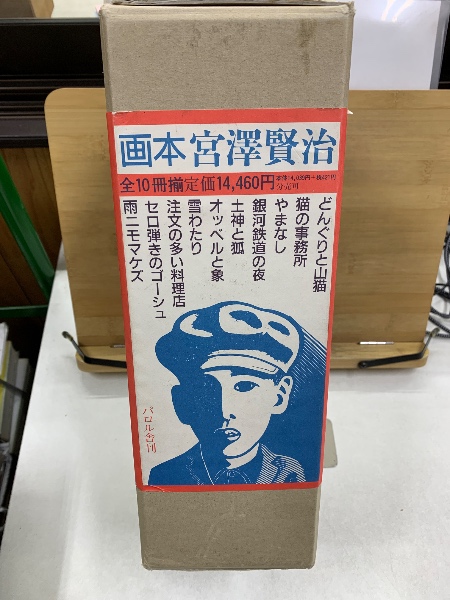 画本 宮澤賢治
全10冊揃定価14,460円
分売可
どんぐりと山猫
猫の事務所
やまなし
銀河鉄道の夜
土神と狐
オッベルと象
雪わたり
注文の多い料理店
セロ弾きのゴーシュ
雨ニモマケズ
パロル舎刊